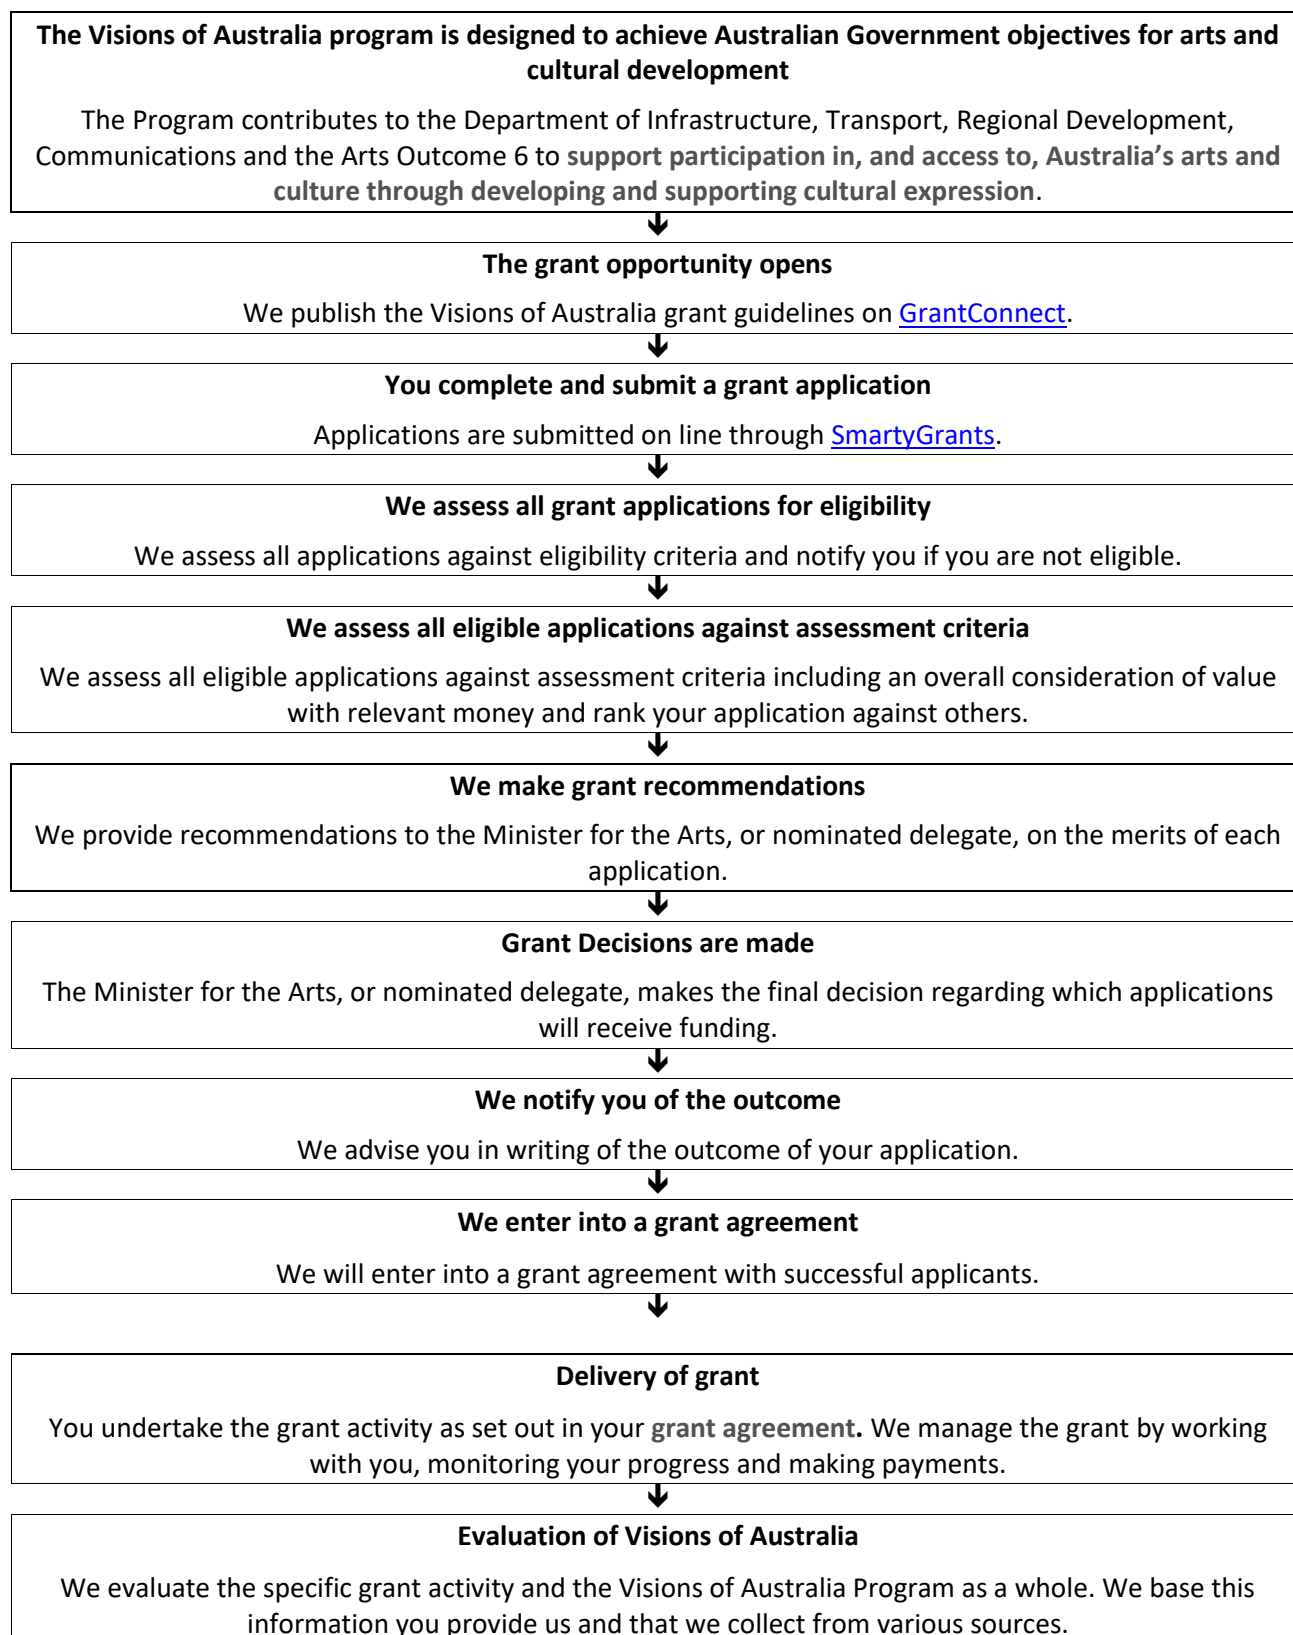 The Visions of Australia program is designed to achieve Australian Government objectives for arts and
cultural development
The Program contributes to the Department of Infrastructure, Transport, Regional Development,
Communications and the Arts Outcome 6 to support participation in, and access to, Australia’s arts and
culture through developing and supporting cultural expression.
The grant opportunity opens
We publish the Visions of Australia grant guidelines on GrantConnect.
You complete and submit a grant application
Applications are submitted on line through SmartyGrants.
We assess all grant applications for eligibility
We assess all applications against eligibility criteria and notify you if you are not eligible.
We assess all eligible applications against assessment criteria
We assess all eligible applications against assessment criteria including an overall consideration of value
with relevant money and rank your application against others.
We make grant recommendations
We provide recommendations to the Minister for the Arts, or nominated delegate, on the merits of each
application.
Grant Decisions are made
The Minister for the Arts, or nominated delegate, makes the final decision regarding which applications
will receive funding.
We notify you of the outcome
We advise you in writing of the outcome of your application.
We enter into a grant agreement
We will enter into a grant agreement with successful applicants.
Delivery of grant
You undertake the grant activity as set out in your grant agreement. We manage the grant by working
with you, monitoring your progress and making payments.
Evaluation of Visions of Australia
We evaluate the specific grant activity and the Visions of Australia Program as a whole. We base this
information you provide us and that we collect from various sources.